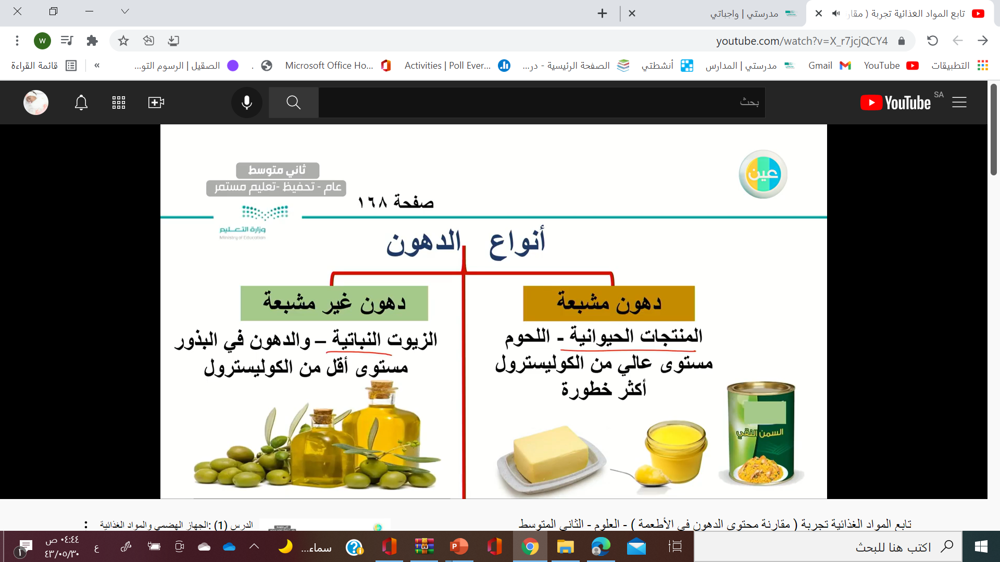 تابع المواد الغذائية تجربة ( مقار
مدرستي | واجباتي
youtube.com/watch?v=X_r7jcjQCY4
W
التطبيقات
YouTube
Gmail
مدرستي | المدارس
أنشطتي
الصفحة الرئيسية - در...
Activities | Poll Ever...
Microsoft Office Ho...
.
الصقيل | الرسوم التو...
»
قائمة القراءة
YouTube SA
بحث
عين
ثاني متوسط
عام - تحفيظ -تعليم مستمر
صفحة ١٦٨
وزارة التعليم
Ministry of Education
أنواع الدهون
دهون مشبعة
المنتجات الحيوانية - اللحوم
مستوى عالي من الكوليسترول
أكثر خطورة
السمن النقي
دهون غير مشبعة
الزيوت النباتية – والدهون في البذور
مستوى أقل من الكوليسترول
تابع المواد الغذائية تجربة ( مقارنة محتوى الدهون في الأطعمة ) - العلوم - الثاني المتوسط
الدرس (1) :الجهاز الهضمي والمواد الغذائية
اكتب هنا للبحث
سماء...
ع
٠٤:٤٤ ص
٤٣/٠٥/٣٠
١